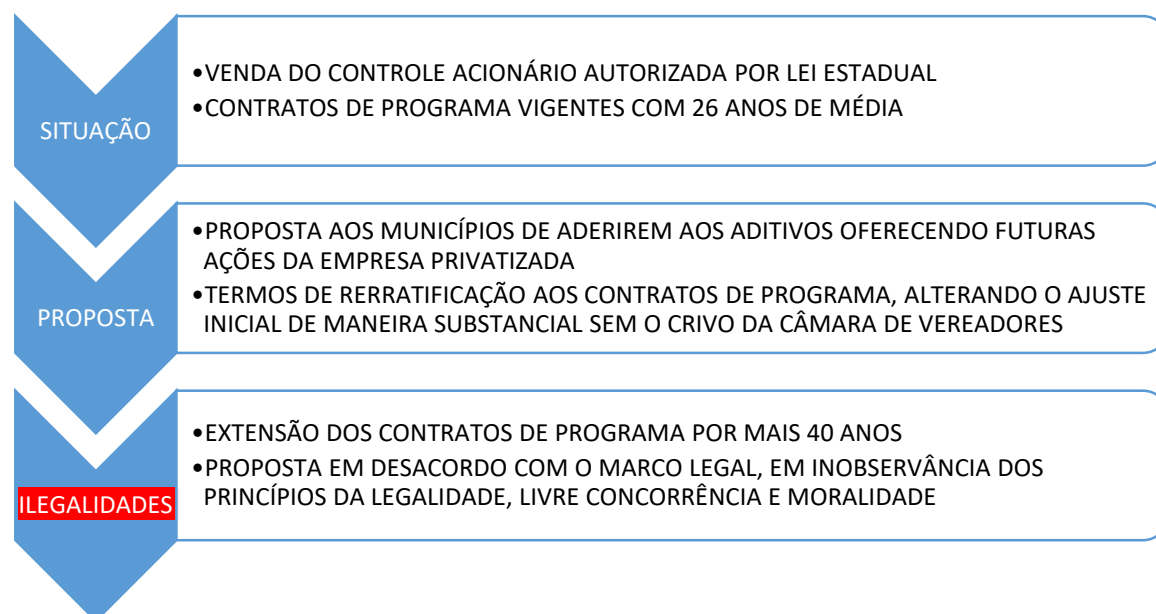 SITUAÇÃO
•VENDA DO CONTROLE ACIONÁRIO AUTORIZADA POR LEI ESTADUAL
•CONTRATOS DE PROGRAMA VIGENTES COM 26 ANOS DE MÉDIA
PROPOSTA
•PROPOSTA AOS MUNICÍPIOS DE ADERIREM AOS ADITIVOS OFERECENDO FUTURAS
AÇÕES DA EMPRESA PRIVATIZADA
•TERMOS DE RERRATIFICAÇÃO AOS CONTRATOS DE PROGRAMA, ALTERANDO O AJUSTE
INICIAL DE MANEIRA SUBSTANCIAL SEM O CRIVO DA CÂMARA DE VEREADORES
ILEGALIDADES
•EXTENSÃO DOS CONTRATOS DE PROGRAMA POR MAIS 40 ANOS
•PROPOSTA EM DESACORDO COM O MARCO LEGAL, EM INOBSERVÂNCIA DOS
PRINCÍPIOS DA LEGALIDADE, LIVRE CONCORRÊNCIA E MORALIDADE